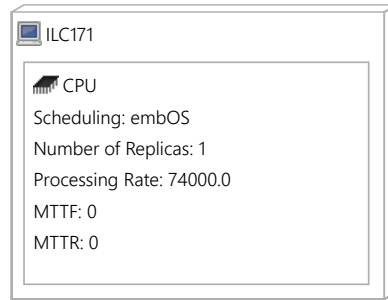 ILC171
CPU
Scheduling: embOS
Number of Replicas: 1
Processing Rate: 74000.0
MTTF: 0
MTTR: 0